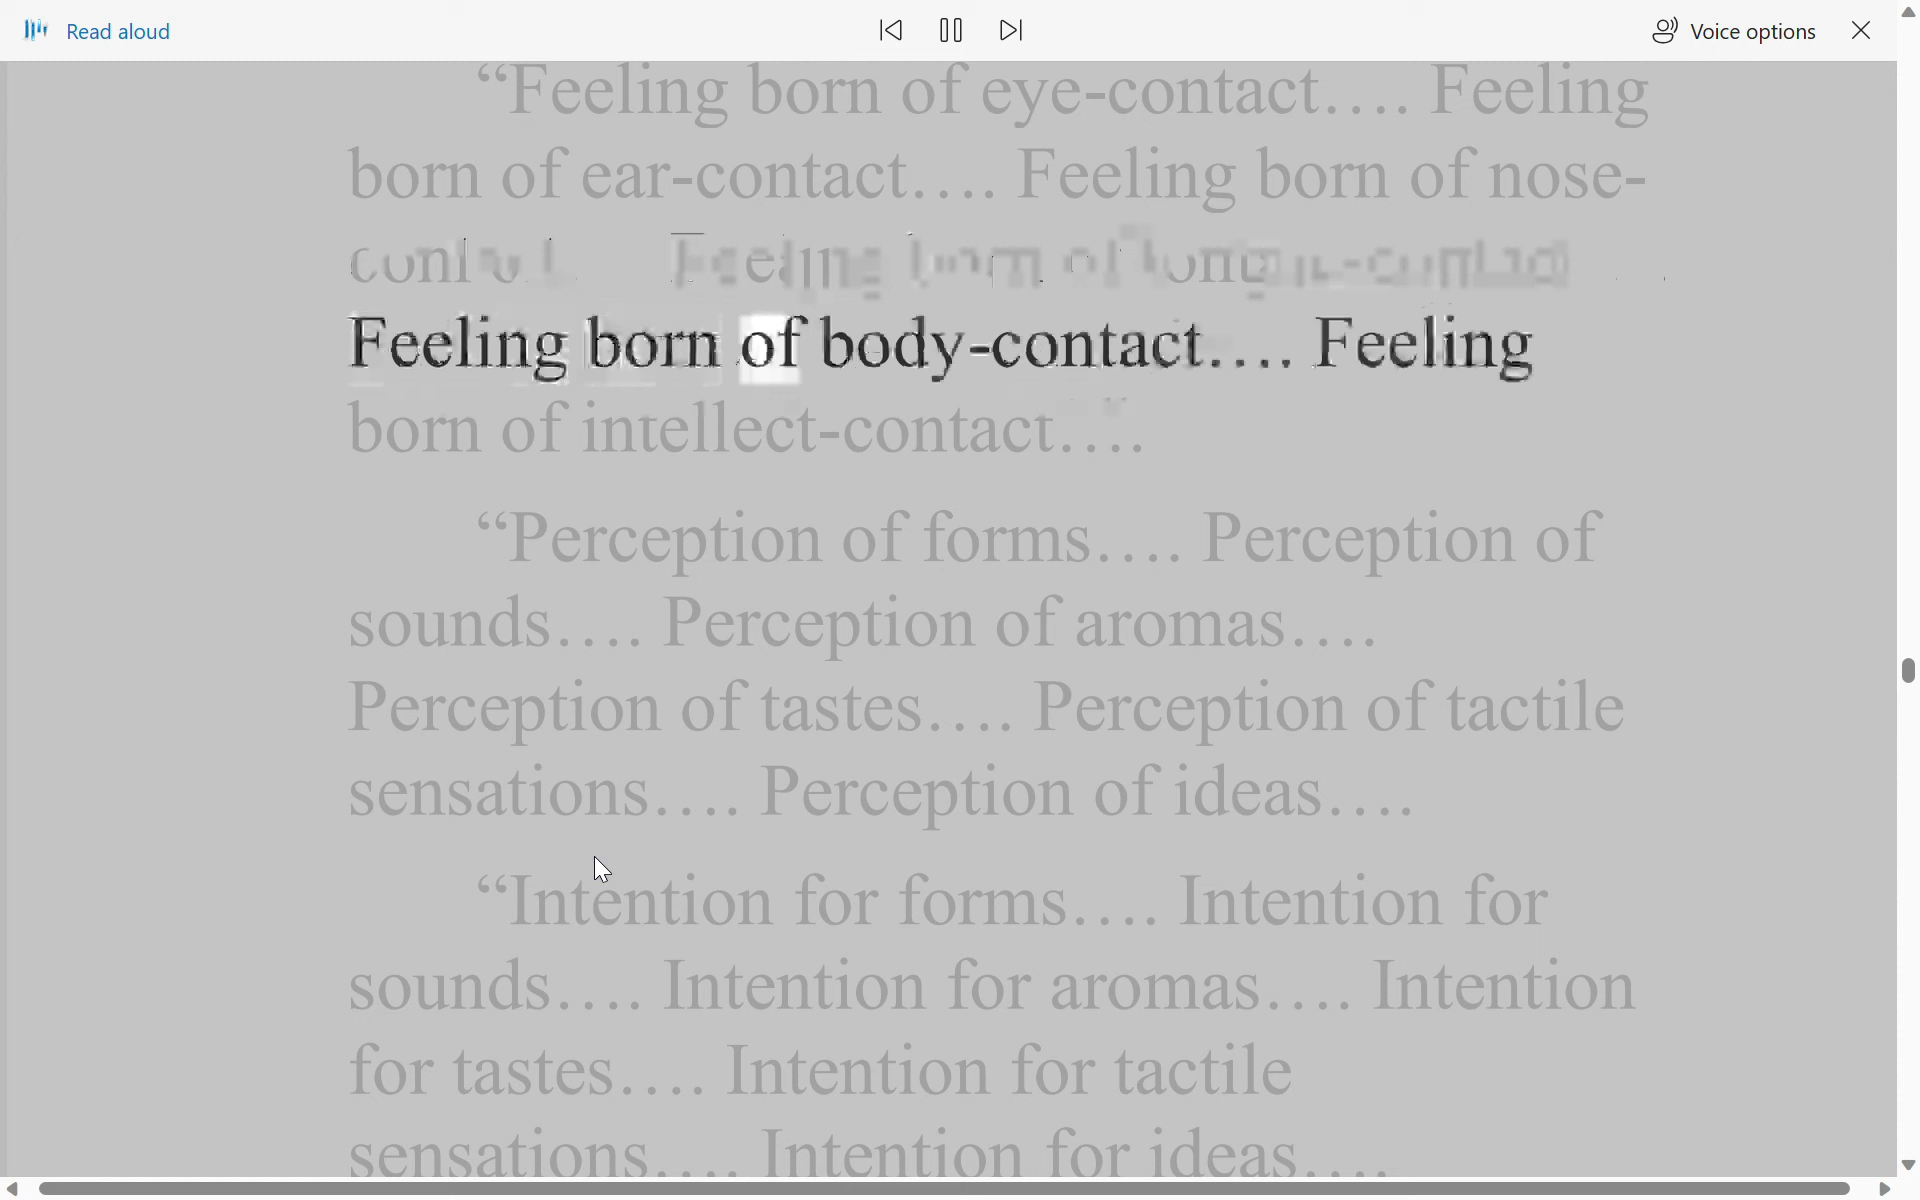 Read aloud
Voice options
“Feeling born of eye-contact…. Feeling
born of ear-contact…. Feeling born of nose-
Feeling born of
Feeling born of body-contact…. Feeling
born of intellect-contact….
“Perception of forms…. Perception of
sounds…. Perception of aromas….
Perception of tastes…. Perception of tactile
sensations…. Perception of ideas….
“Intention for forms…. Intention for
sounds…. Intention for aromas…. Intention
for tastes…. Intention for tactile
sensations…. Intention for ideas….